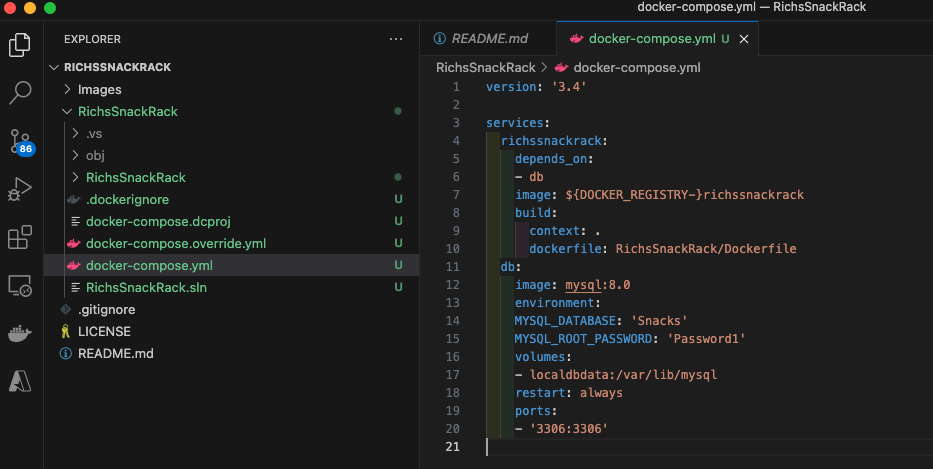 docker-compose.yml — RichsSnackRack
EXPLORER
RICHSSNACKRACK
Images
RichsSnackRack
.vs
obj
RichsSnackRack
.dockerignore U
docker-compose.dcproj U
docker-compose.override.yml U
docker-compose.yml U
RichsSnackRack.sln U
.gitignore
LICENSE
README.md
86
README.md
docker-compose.yml U
RichsSnackRack > docker-compose.yml
1 version: '3.4'
2
3 services:
4 richssnackrack:
5 depends_on:
6 - db
7 image: ${DOCKER_REGISTRY-}richssnackrack
8 build:
9 context: .
10 dockerfile: RichsSnackRack/Dockerfile
11 db:
12 image: mysql:8.0
13 environment:
14 MYSQL_DATABASE: 'Snacks'
15 MYSQL_ROOT_PASSWORD: 'Password1'
16 volumes:
17 - localdbdata:/var/lib/mysql
18 restart: always
19 ports:
20 - '3306:3306'
21